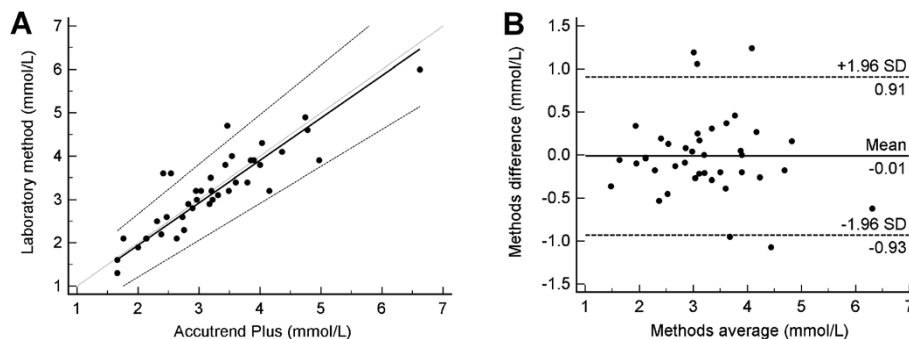 A
Laboratory method (mmol/L)
7
6
5
4
3
2
1
1 2 3 4 5 6 7
Accutrend Plus (mmol/L)
B
Methods difference (mmol/L)
1.5
1.0
0.5
0.0
-0.5
-1.0
-1.5
+1.96 SD
0.91
Mean
-0.01
-1.96 SD
-0.93
1 2 3 4 5 6 7
Methods average (mmol/L)